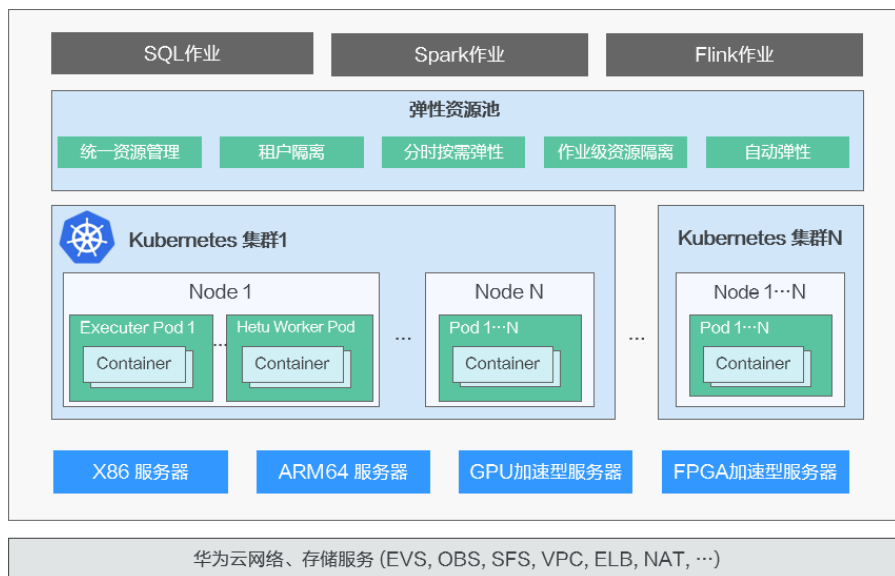 SQL作业
Spark作业
Flink作业
弹性资源池
统一资源管理
租户隔离
分时按需弹性
作业级资源隔离
自动弹性
Kubernetes 集群1
Node 1
Executer Pod 1
Container
...
Hetu Worker Pod
Container
...
Node N
Pod 1···N
Container
...
Kubernetes 集群N
Node 1···N
Pod 1···N
Container
X86 服务器
ARM64 服务器
GPU加速型服务器
FPGA加速型服务器
华为云网络、存储服务 (EVS, OBS, SFS, VPC, ELB, NAT, ···)